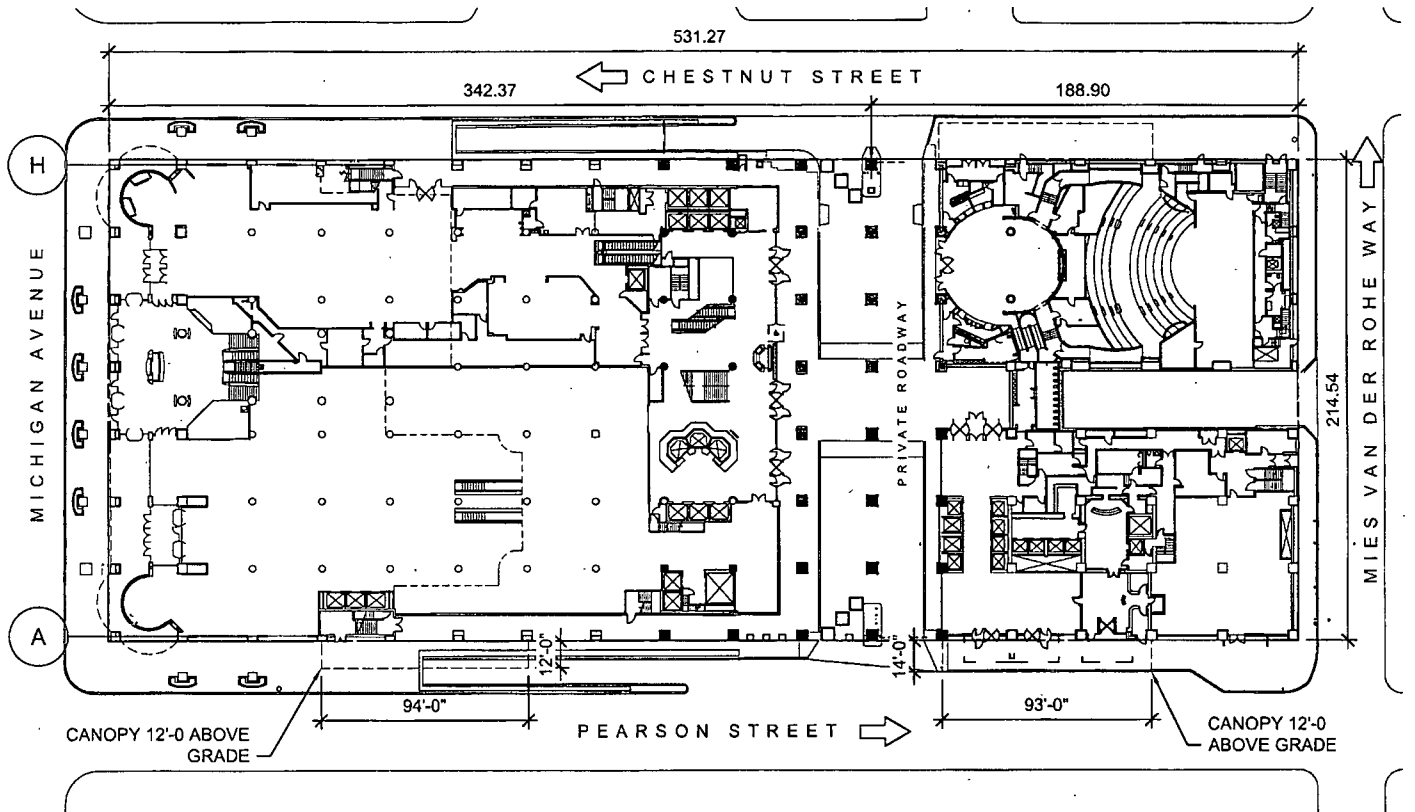 531.27
CHESTNUT STREET
342.37
188.90
H
MICHIGAN AVENUE
PRIVATE ROADWAY
MIES VAN DER ROHE WAY
214.54
A
12'-0"
14'-0"
94'-0"
93'-0"
CANOPY 12'-0 ABOVE
GRADE
PEARSON STREET
CANOPY 12'-0
ABOVE GRADE